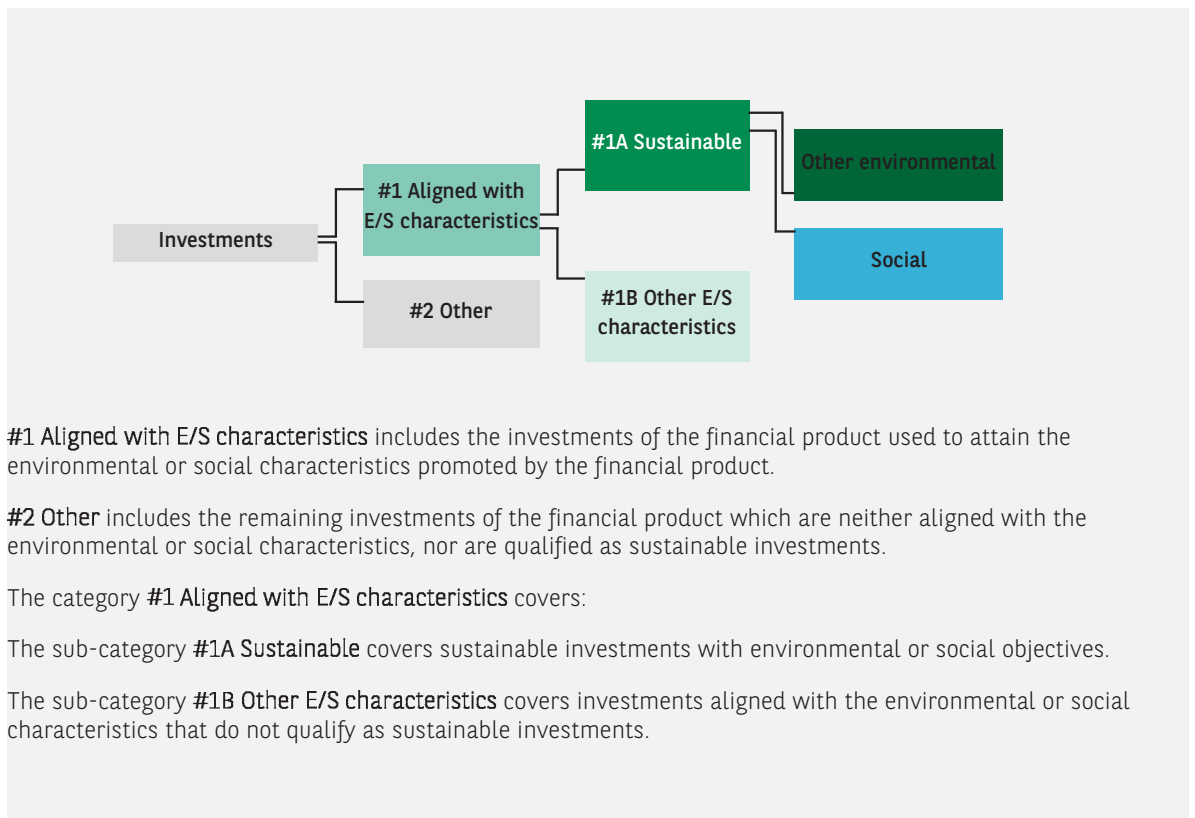 #1A Sustainable
Other environmental
#1 Aligned with
E/S characteristics
Investments
Social
#2 Other
#1B Other E/S
characteristics
#1 Aligned with E/S characteristics includes the investments of the financial product used to attain the
environmental or social characteristics promoted by the financial product.
#2 Other includes the remaining investments of the financial product which are neither aligned with the
environmental or social characteristics, nor are qualified as sustainable investments.
The category #1 Aligned with E/S characteristics covers:
The sub-category #1A Sustainable covers sustainable investments with environmental or social objectives.
The sub-category #1B Other E/S characteristics covers investments aligned with the environmental or social
characteristics that do not qualify as sustainable investments.